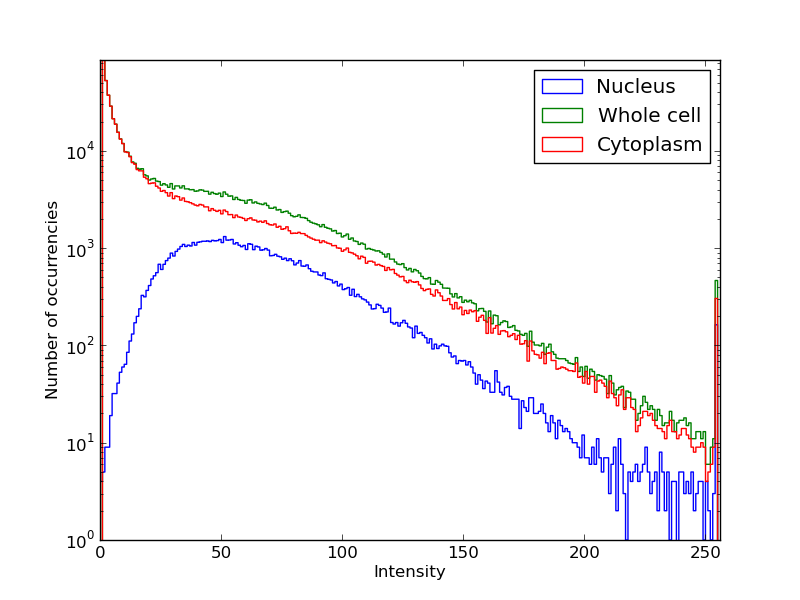 Nucleus
Whole cell
Cytoplasm
Number of occurrencies
10^4
10^3
10^2
10^1
10^0
0 50 100 150 200 250
Intensity